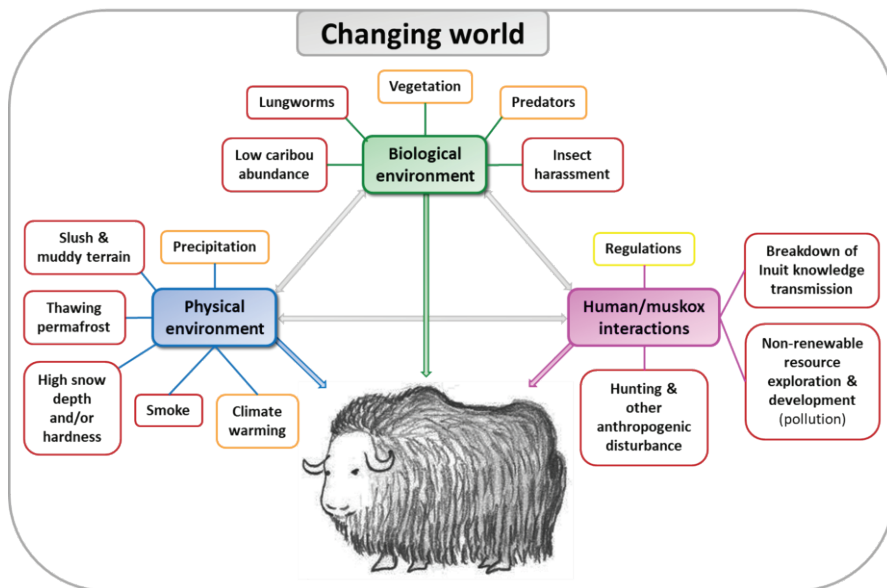 Changing world
Vegetation
Lungworms
Predators
Low caribou
abundance
Biological
environment
Insect
harassment
Slush &
muddy terrain
Precipitation
Regulations
Breakdown of
Inuit knowledge
transmission
Thawing
permafrost
Physical
environment
Human/muskox
interactions
High snow
depth
and/or
hardness
Smoke
Climate
warming
Hunting &
other
anthropogenic
disturbance
Non-renewable
resource
exploration &
development
(pollution)